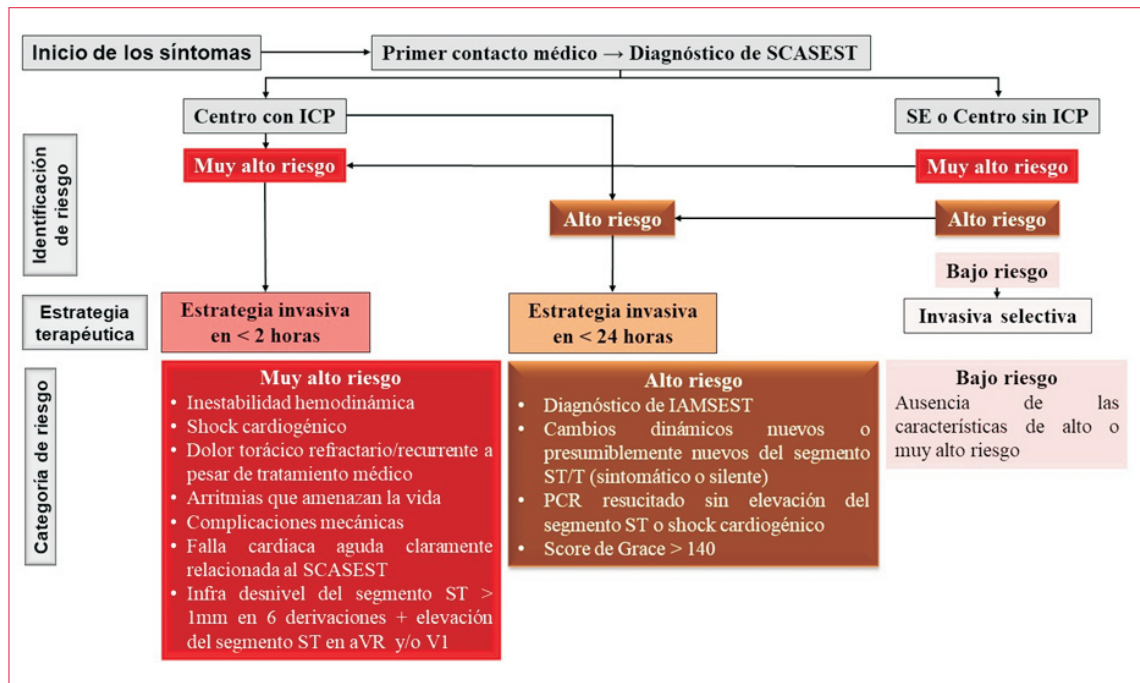 Inicio de los síntomas
Primer contacto médico → Diagnóstico de SCASEST
Centro con ICP
SE o Centro sin ICP
Identificación
de riesgo
Muy alto riesgo
Muy alto riesgo
Alto riesgo
Alto riesgo
Bajo riesgo
Estrategia
terapéutica
Estrategia invasiva
en < 2 horas
Estrategia invasiva
en < 24 horas
Invasiva selectiva
Categoría de riesgo
Muy alto riesgo
• Inestabilidad hemodinámica
• Shock cardiogénico
• Dolor torácico refractario/recurrente a
pesar de tratamiento médico
• Arritmias que amenazan la vida
• Complicaciones mecánicas
• Falla cardiaca aguda claramente
relacionada al SCASEST
• Infra desnivel del segmento ST >
1mm en 6 derivaciones + elevación
del segmento ST en aVR y/o V1
Alto riesgo
• Diagnóstico de IAMSEST
• Cambios dinámicos nuevos o
presumiblemente nuevos del segmento
ST/T (sintomático o silente)
• PCR resucitado sin elevación del
segmento ST o shock cardiogénico
• Score de Grace > 140
Bajo riesgo
Ausencia de las
características de alto o
muy alto riesgo